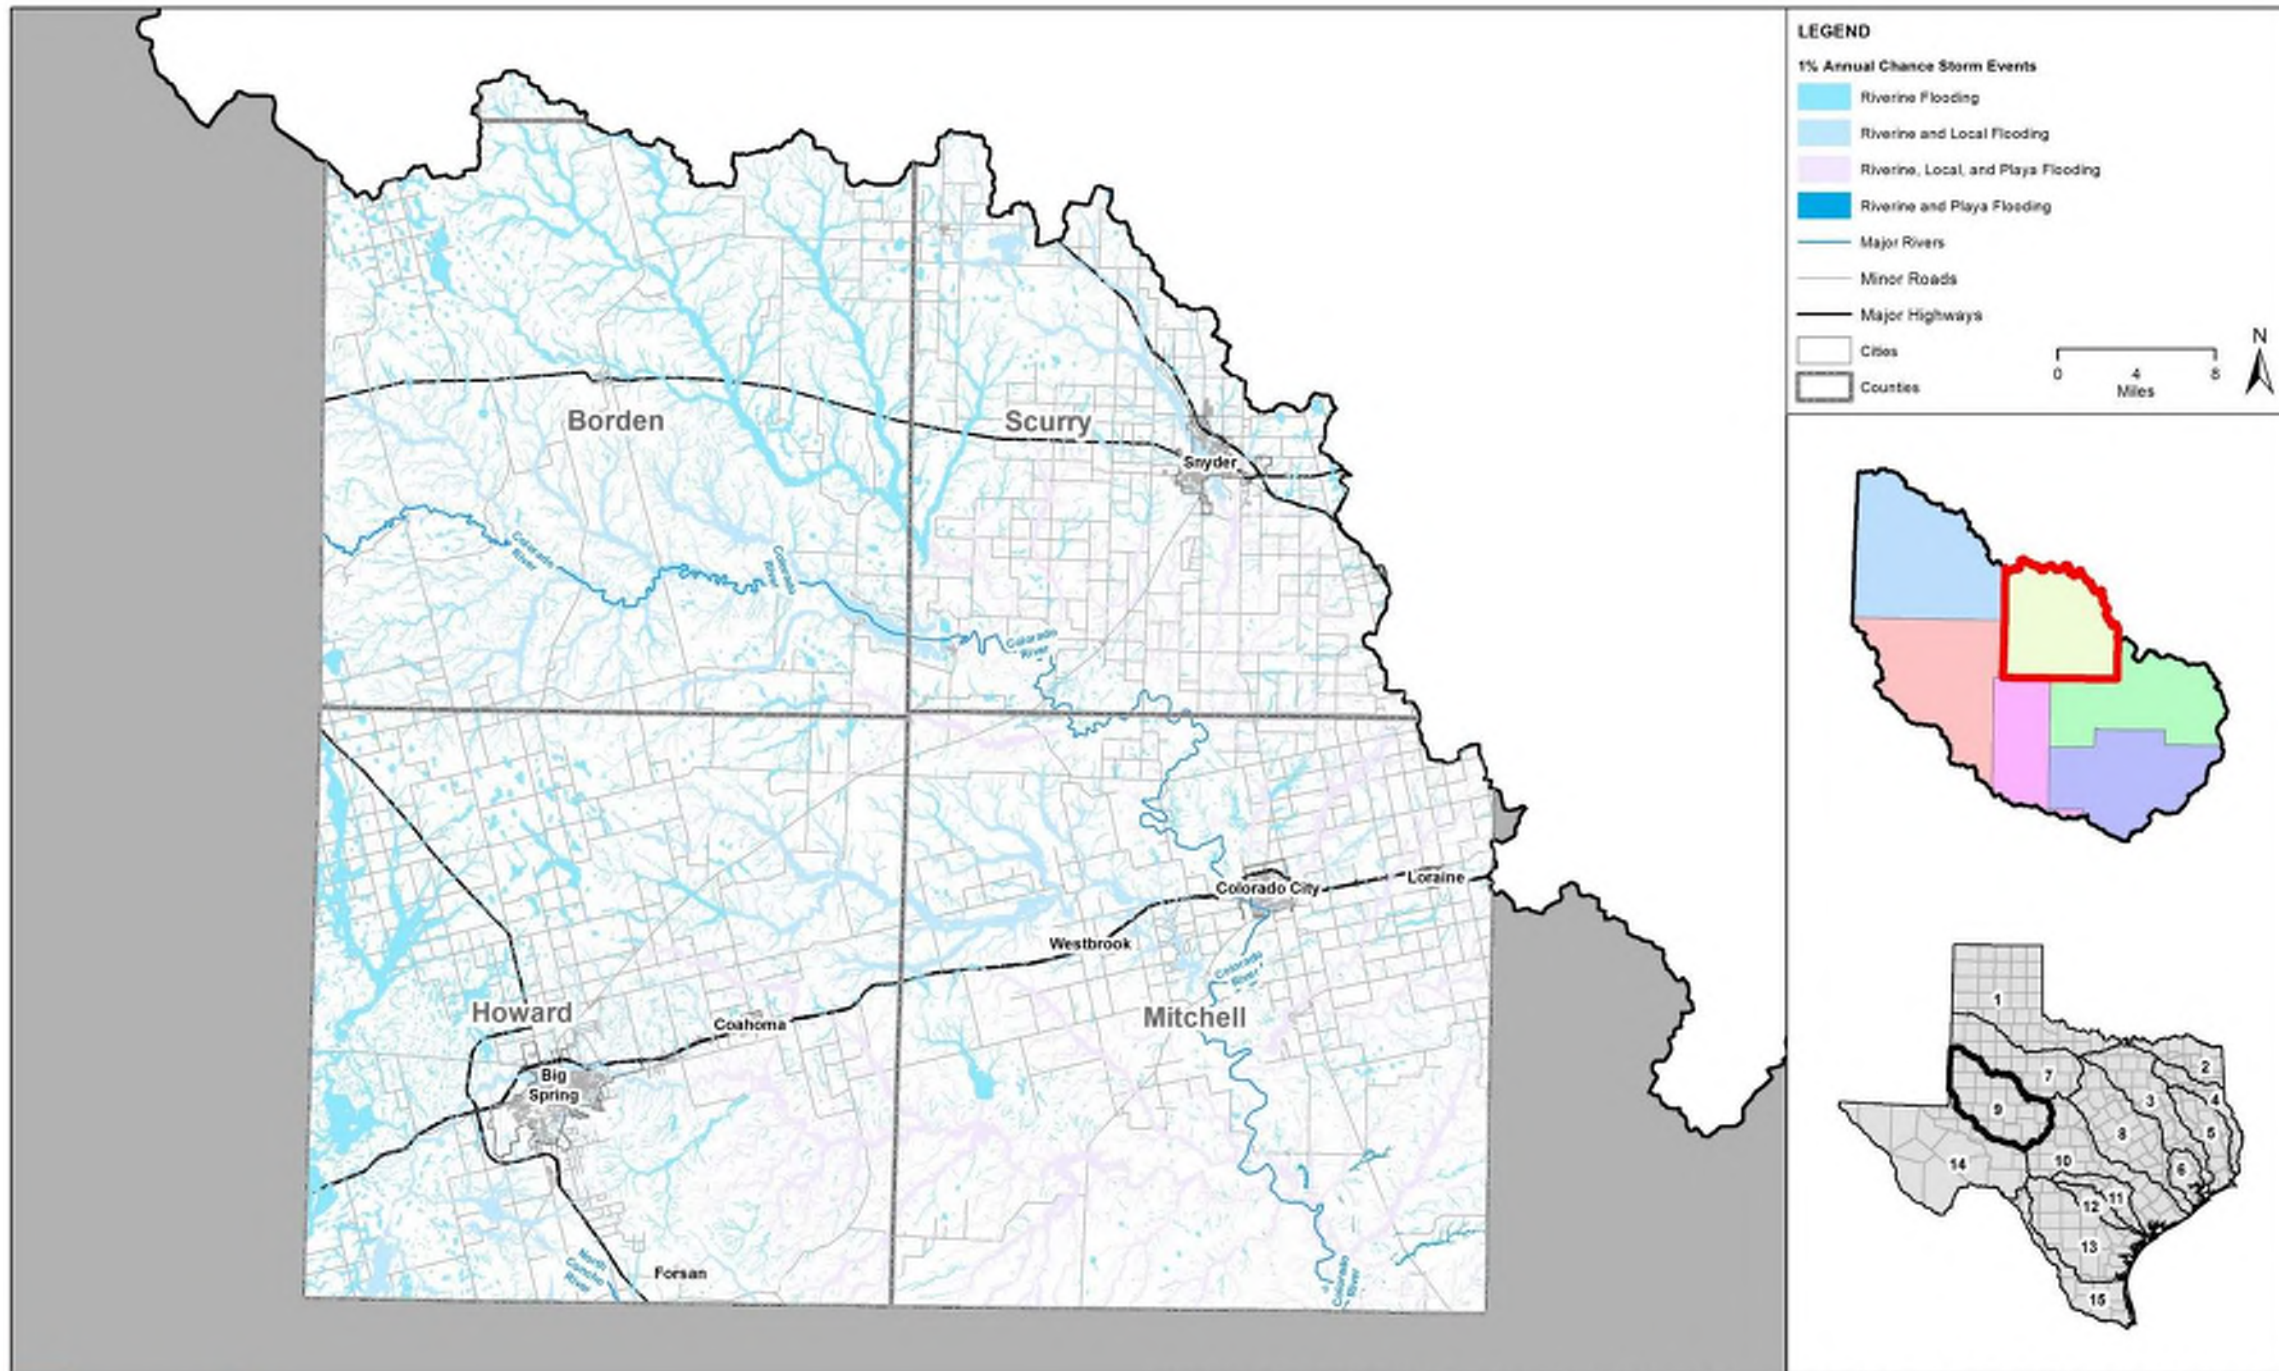 LEGEND
1% Annual Chance Storm Events
Riverine Flooding
Riverine and Local Flooding
Riverine, Local, and Playa Flooding
Riverine and Playa Flooding
Major Rivers
Minor Roads
Major Highways
Cities
Counties
N
0 4 8
Miles
Borden
Scurry
Snyder
Colorado
River
Colorado
River
Colorado
River
Colorado City
Loraine
Westbrook
Colorado
River
Howard
Mitchell
Coahoma
Big
Spring
North
Concho
River
Forsan
Colorado
River
1
2
7
3
4
9
8
5
14
10
6
12
11
13
15